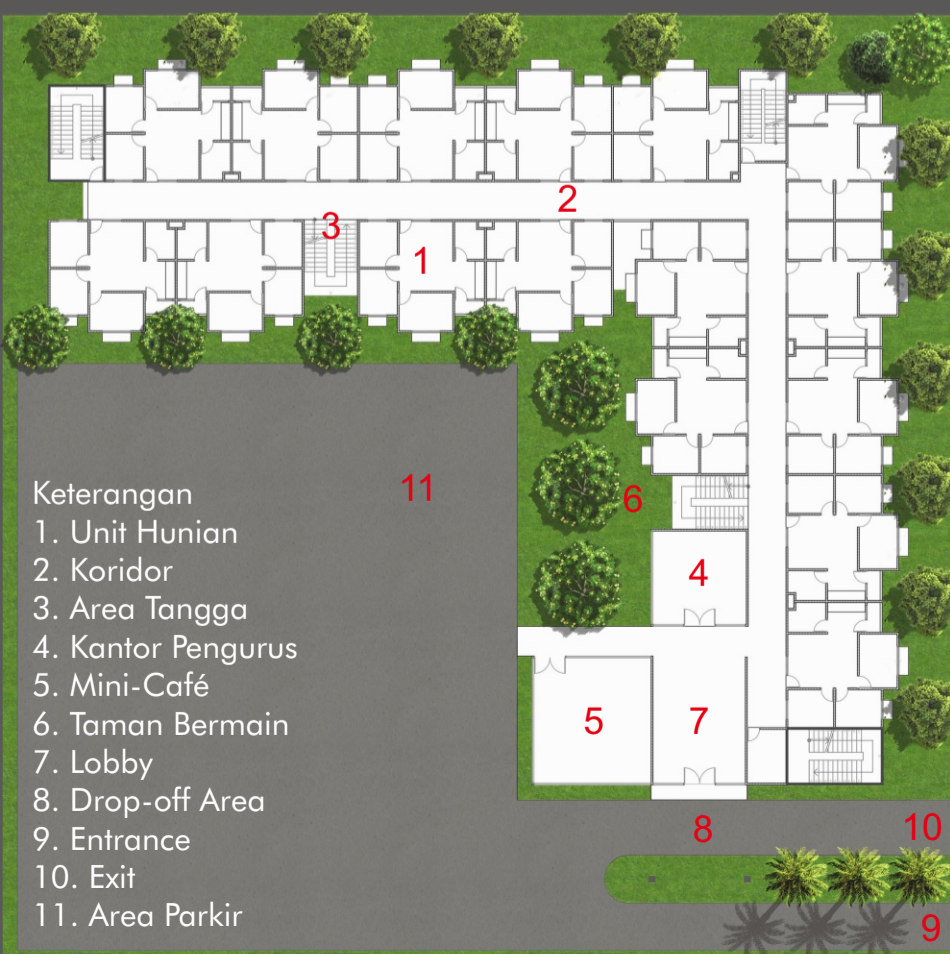 2
3
1
11
6
4
5
7
8
10
9
Keterangan
1. Unit Hunian
2. Koridor
3. Area Tangga
4. Kantor Pengurus
5. Mini-Café
6. Taman Bermain
7. Lobby
8. Drop-off Area
9. Entrance
10. Exit
11. Area Parkir